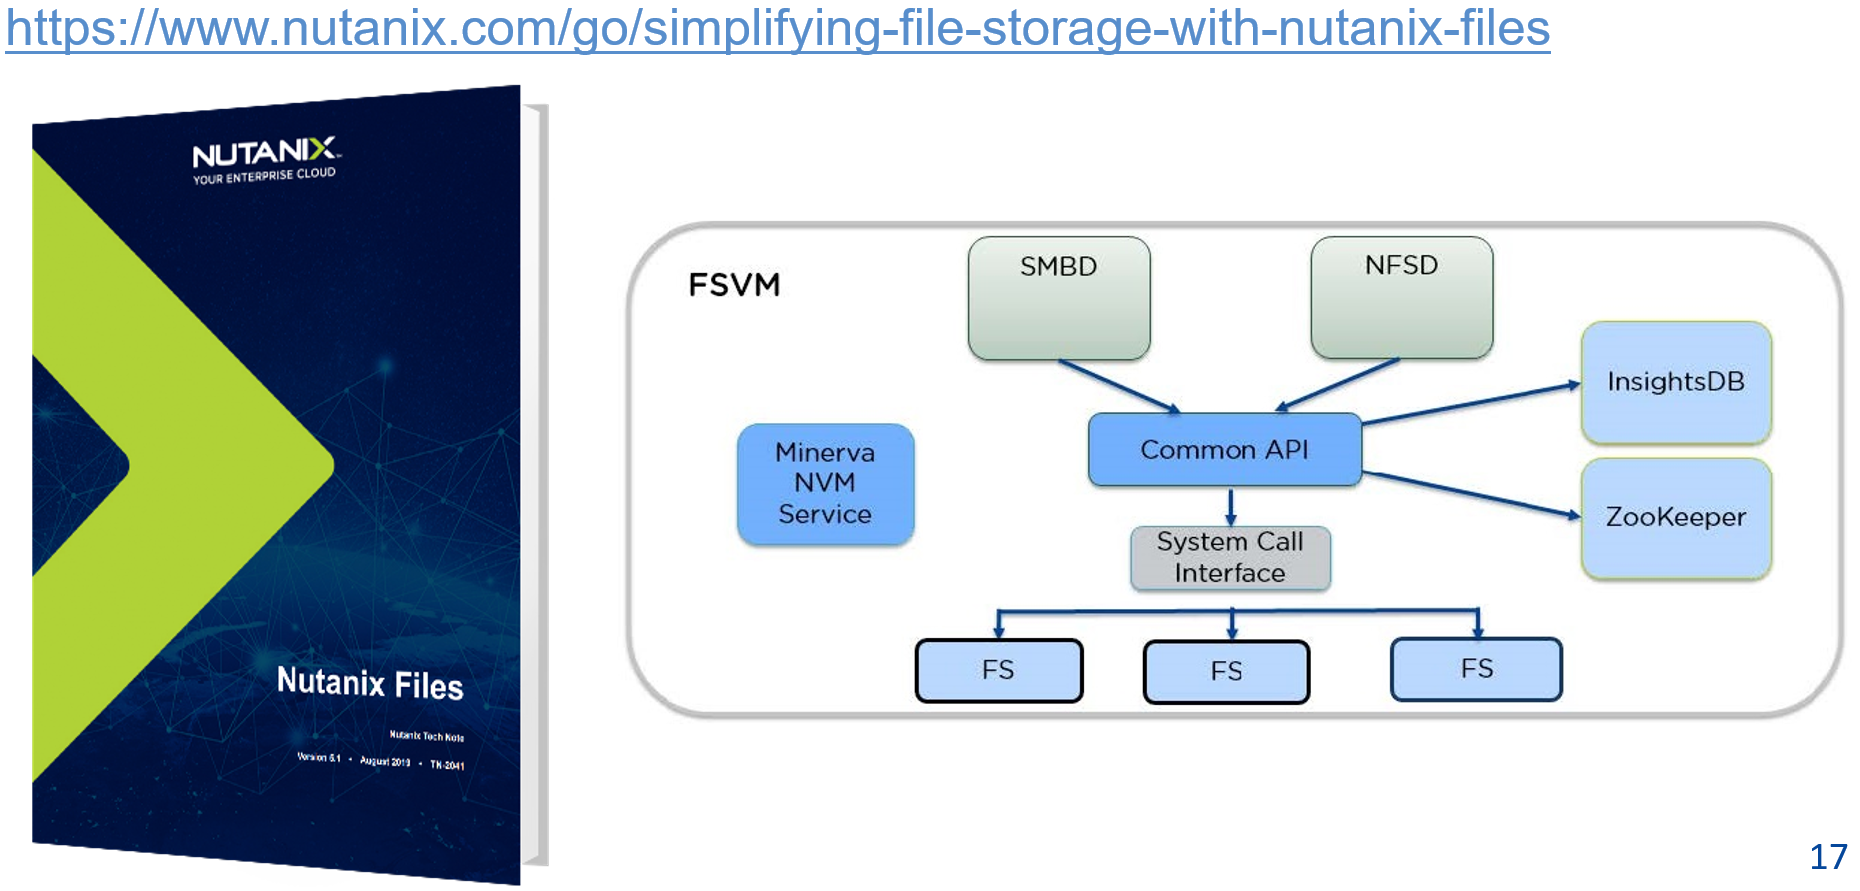 https://www.nutanix.com/go/simplifying-file-storage-with-nutanix-files
NUTANIX™
YOUR ENTERPRISE CLOUD
Nutanix Files
Nutanix Tech Note
Version 5.1 • August 2019 • TN-2041
FSVM
SMBD
NFSD
InsightsDB
Minerva
NVM
Service
Common API
ZooKeeper
System Call
Interface
FS
FS
FS
17